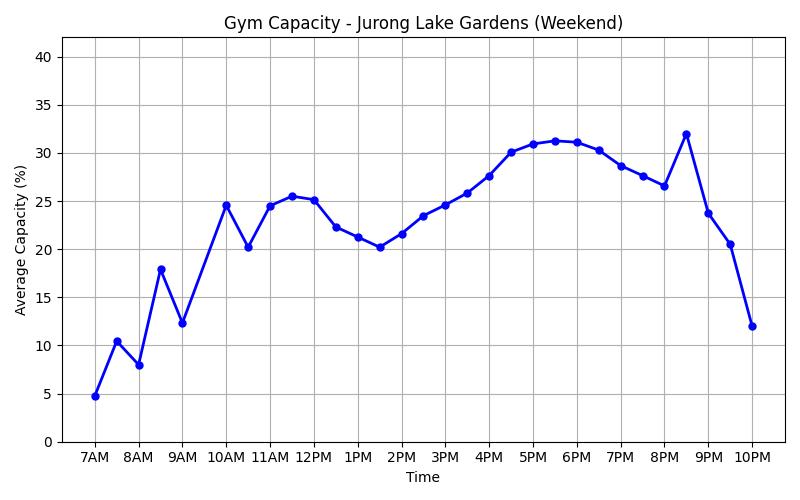 Gym Capacity - Jurong Lake Gardens (Weekend)
40
35
30
25
20
15
10
5
0
Average Capacity (%)
7AM 8AM 9AM 10AM 11AM 12PM 1PM 2PM 3PM 4PM 5PM 6PM 7PM 8PM 9PM 10PM
Time